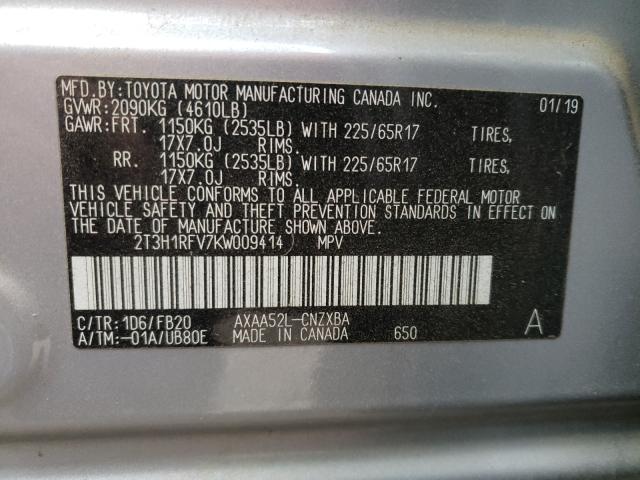 MFD.BY:TOYOTA MOTOR MANUFACTURING CANADA INC. 01/19
GVWR:2090KG (4610LB)
GAWR:FRT. 1150KG (2535LB) WITH 225/65R17 TIRES,
17X7.0J RIMS.
RR. 1150KG (2535LB) WITH 225/65R17 TIRES,
17X7.0J RIMS.
THIS VEHICLE CONFORMS TO ALL APPLICABLE FEDERAL MOTOR
VEHICLE SAFETY AND THEFT PREVENTION STANDARDS IN EFFECT ON
THE DATE OF MANUFACTURE SHOWN ABOVE.
2T3H1RFV7KW009414 MPV
C/TR:1D6/FB20 AXAA52L-CNZXBA A
A/TM:-01A/UB80E MADE IN CANADA 650